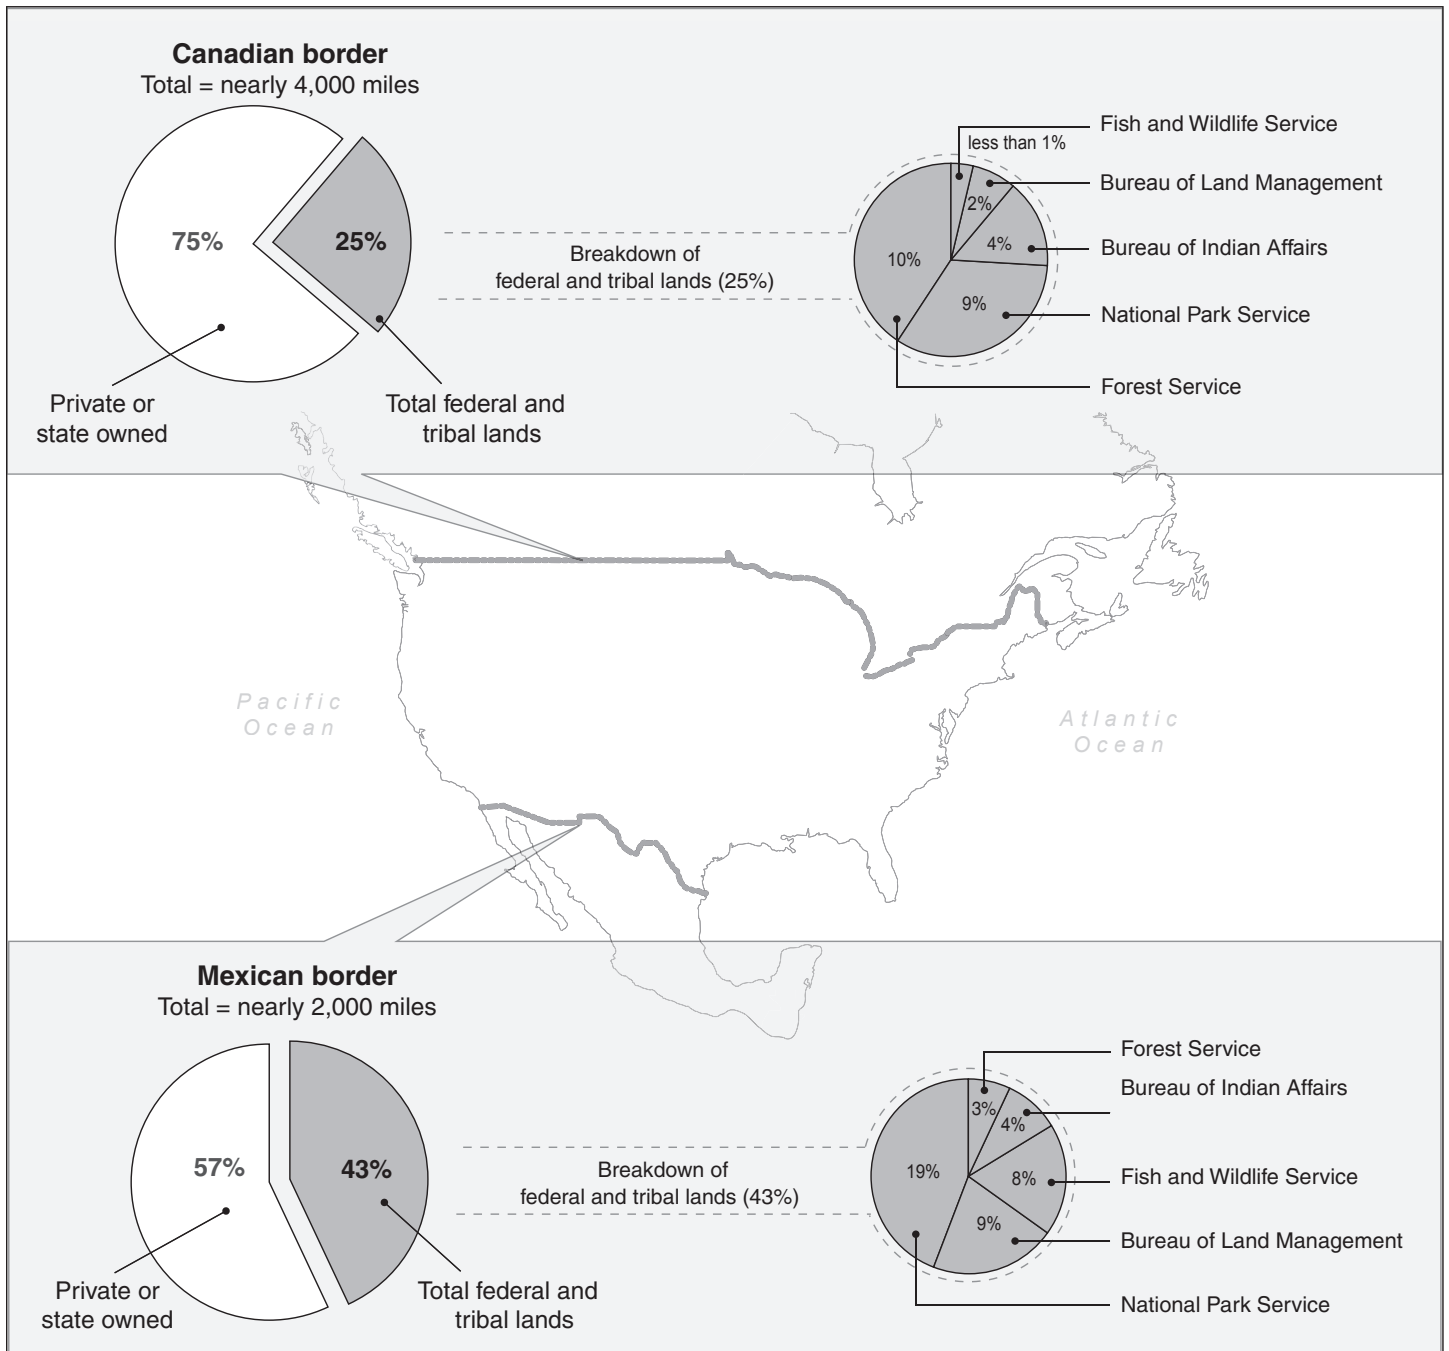 Canadian border
Total = nearly 4,000 miles
75%
25%
Private or
state owned
Total federal and
tribal lands
Breakdown of
federal and tribal lands (25%)
Fish and Wildlife Service
less than 1%
Bureau of Land Management
2%
Bureau of Indian Affairs
4%
10%
9%
National Park Service
Forest Service
Pacific
Ocean
Atlantic
Ocean
Mexican border
Total = nearly 2,000 miles
57%
43%
Private or
state owned
Total federal and
tribal lands
Breakdown of
federal and tribal lands (43%)
Forest Service
Bureau of Indian Affairs
3%
4%
19%
8%
Fish and Wildlife Service
9%
Bureau of Land Management
National Park Service